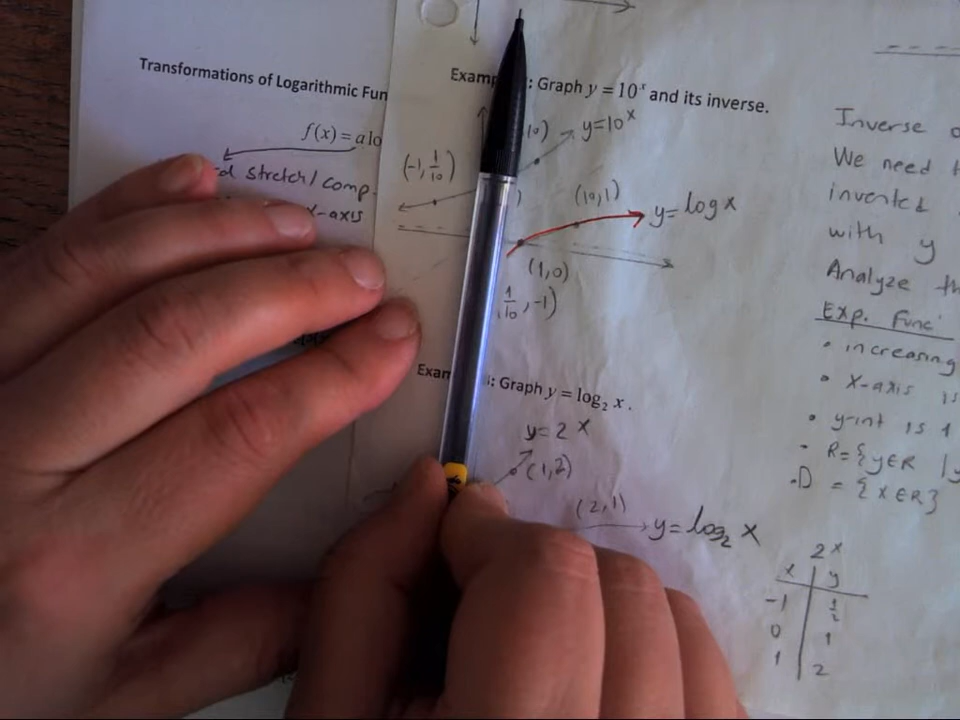 Transformations of Logarithmic Fun
f(x) = a lo
stretch/comp.
x-axis
: Graph y = 10^x and its inverse.
10) y=10^x
(-1, 1/10)
(10,1)
y=log x
(1,0)
1/10, -1)
: Graph y = log₂ x.
y=2^x
(1,2)
(2,1)
y=log₂ x
Inverse
We need
inverted
with y
Analyze
Exp. Func
• increasing
• x-axis is
• y-int is 1
• R={y∈R | y
• D = {x∈R}
2^x
x y
-1 1/2
0 1
1 2